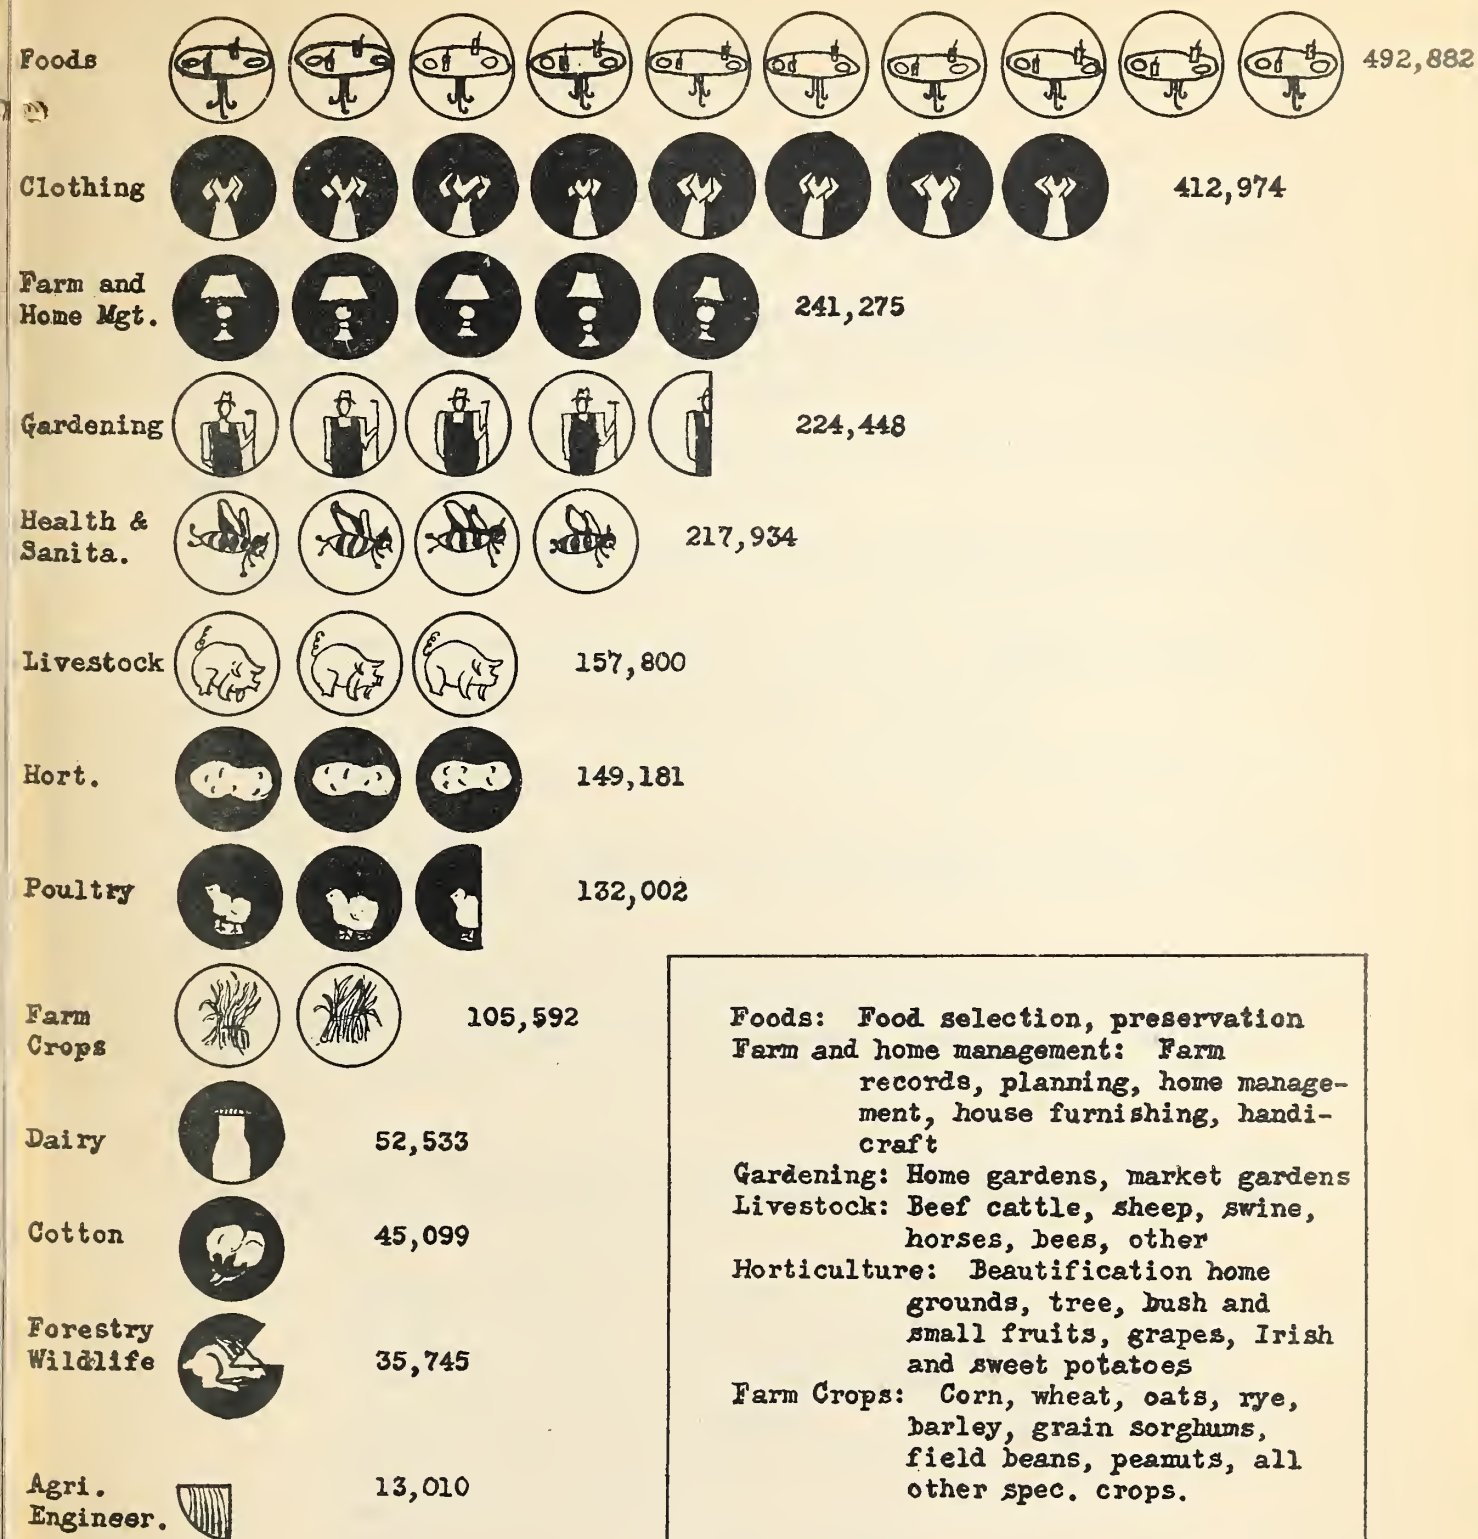 Foods 492,882
Clothing 412,974
Farm and
Home Mgt. 241,275
Gardening 224,448
Health &
Sanita. 217,934
Livestock 157,800
Hort. 149,181
Poultry 132,002
Farm
Crops 105,592
Dairy 52,533
Cotton 45,099
Forestry
Wildlife 35,745
Agri. 13,010
Engineer.
Foods: Food selection, preservation
Farm and home management: Farm
records, planning, home manage-
ment, house furnishing, handi-
craft
Gardening: Home gardens, market gardens
Livestock: Beef cattle, sheep, swine,
horses, bees, other
Horticulture: Beautification home
grounds, tree, bush and
small fruits, grapes, Irish
and sweet potatoes
Farm Crops: Corn, wheat, oats, rye,
barley, grain sorghums,
field beans, peanuts, all
other spec. crops.